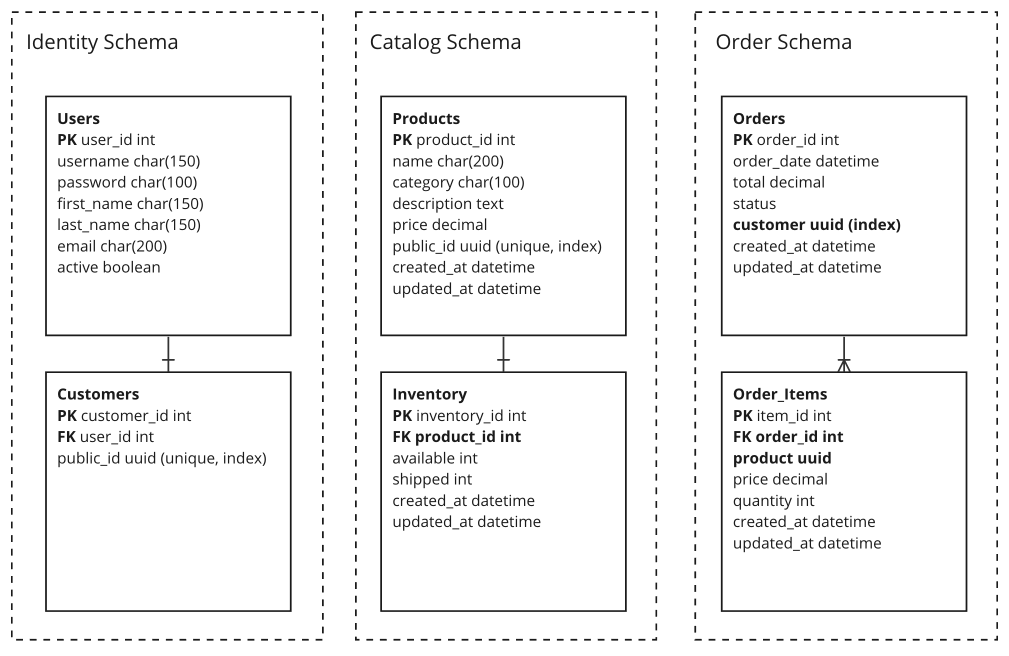 Identity Schema
Users
PK user_id int
username char(150)
password char(100)
first_name char(150)
last_name char(150)
email char(200)
active boolean
Customers
PK customer_id int
FK user_id int
public_id uuid (unique, index)
Catalog Schema
Products
PK product_id int
name char(200)
category char(100)
description text
price decimal
public_id uuid (unique, index)
created_at datetime
updated_at datetime
Inventory
PK inventory_id int
FK product_id int
available int
shipped int
created_at datetime
updated_at datetime
Order Schema
Orders
PK order_id int
order_date datetime
total decimal
status
customer uuid (index)
created_at datetime
updated_at datetime
Order_Items
PK item_id int
FK order_id int
product uuid
price decimal
quantity int
created_at datetime
updated_at datetime